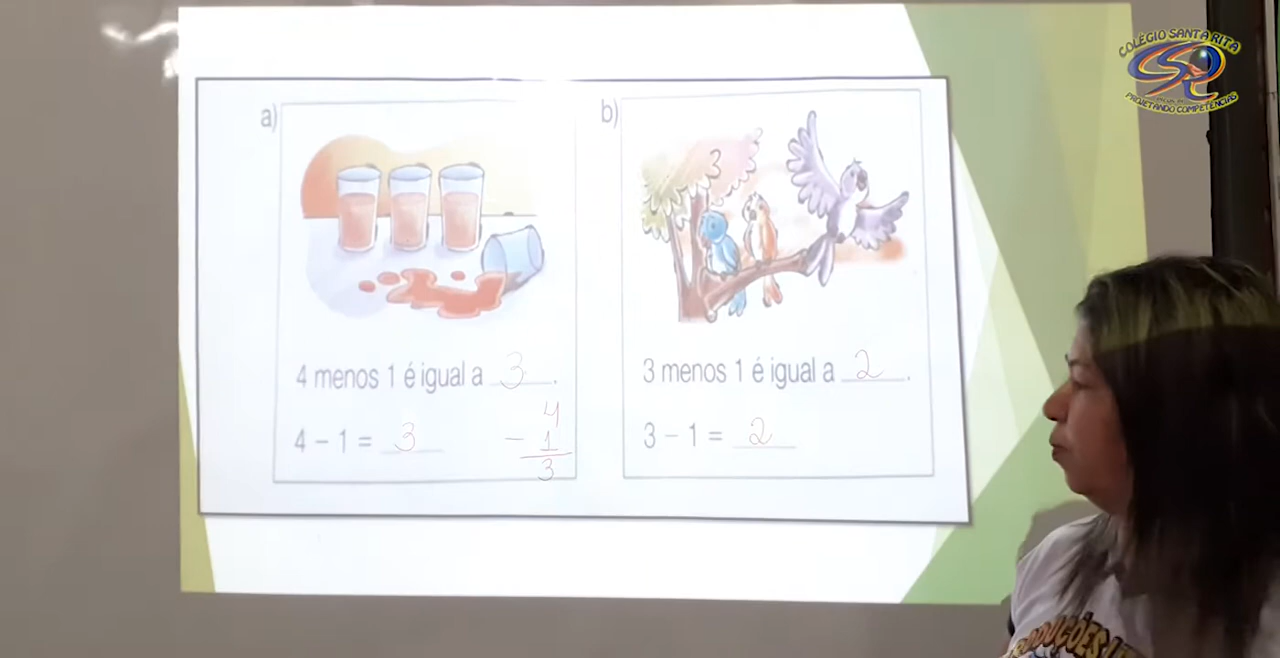 COLÉGIO SANTA RITA
PROJETANDO COMPETÊNCIAS
a)
4 menos 1 é igual a 3.
4 - 1 = 3
4
- 1
3
b)
3 menos 1 é igual a 2.
3 - 1 = 2